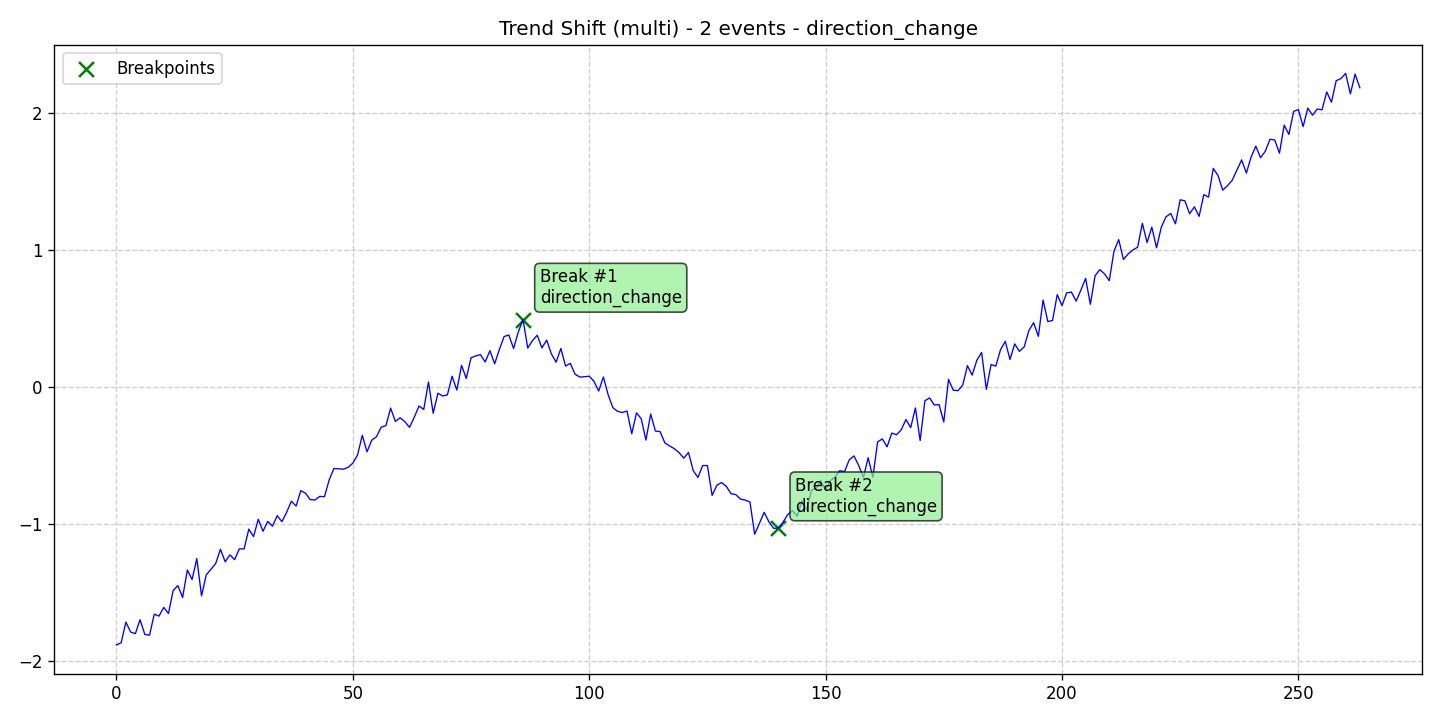 Trend Shift (multi) - 2 events - direction_change
Breakpoints
Break #1
direction_change
Break #2
direction_change
2
1
0
−1
−2
0 50 100 150 200 250